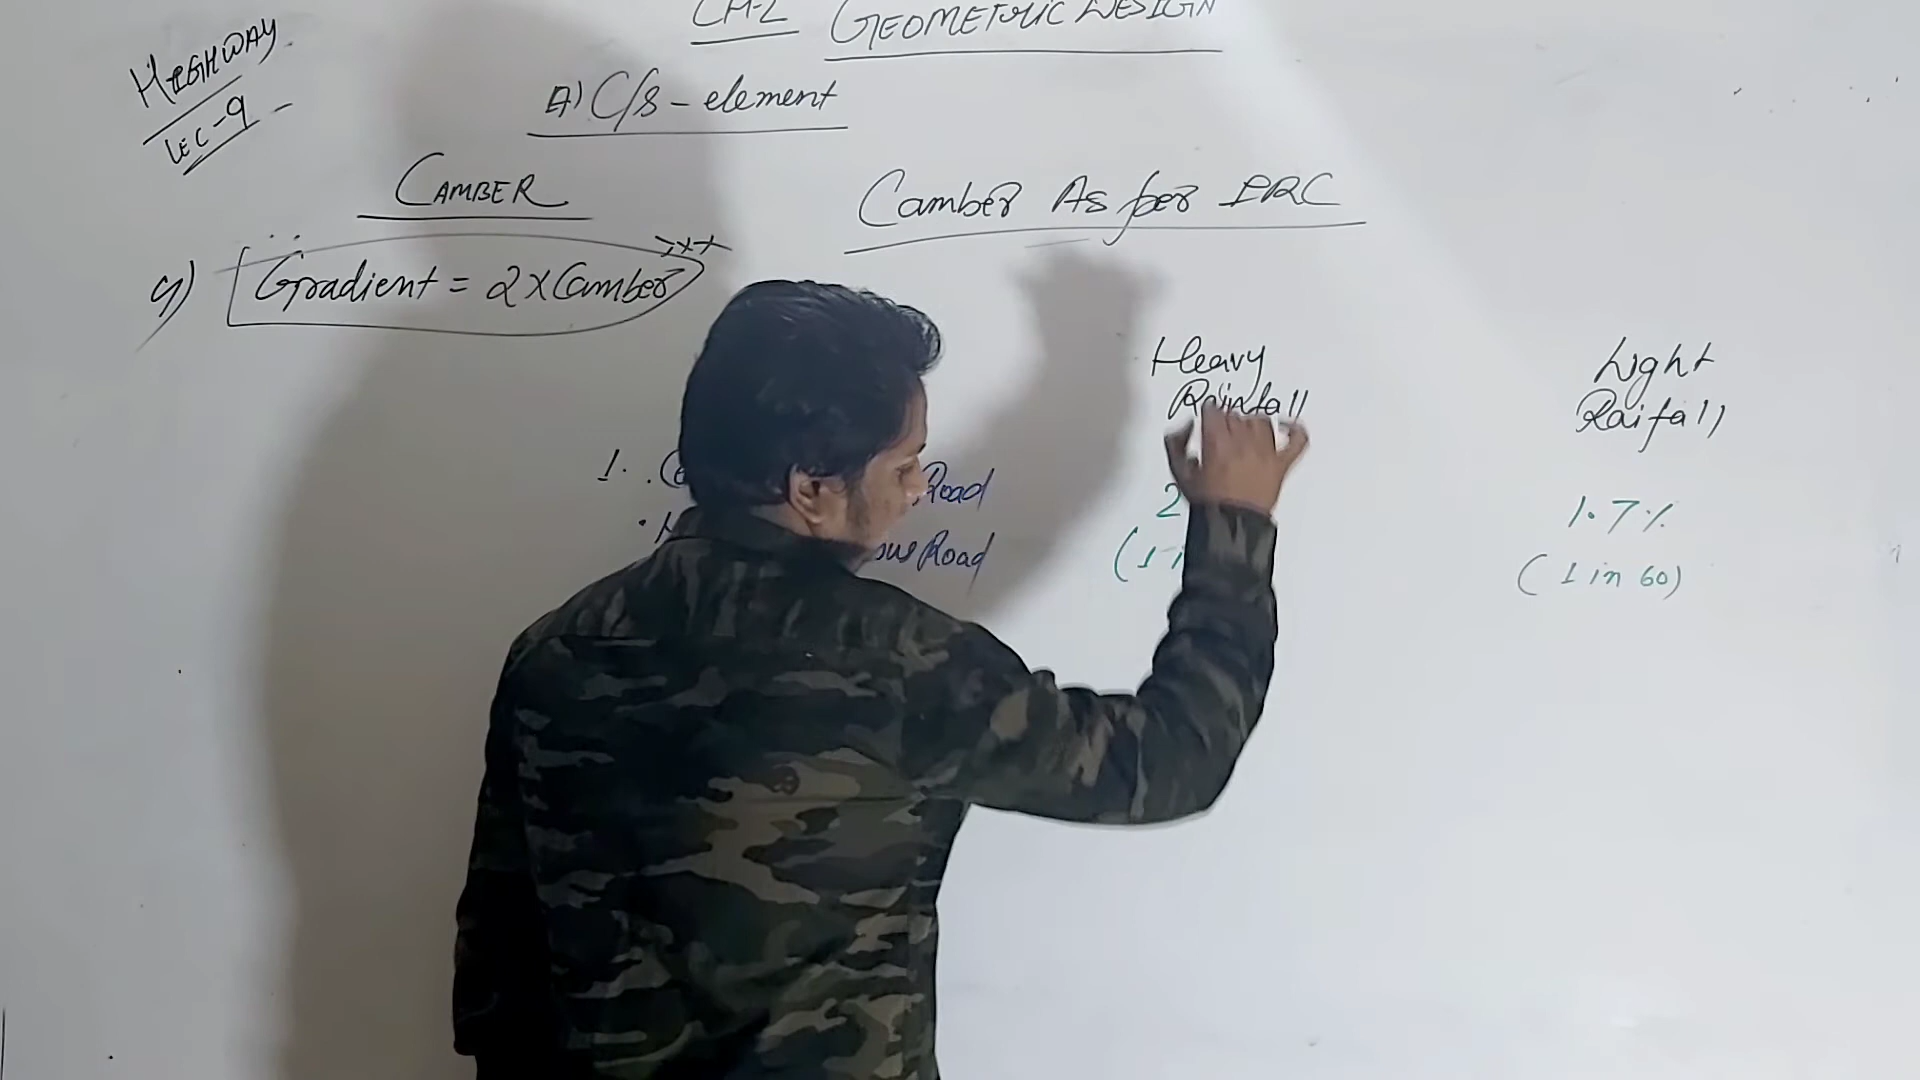 CH-2 GEOMETRIC DESIGN
HIGHWAY
LEC-9
A) C/S - element
CAMBER
Camber As per IRC
4) Gradient = 2 x Camber xxx
Heavy
Rainfall
Light
Raifall
1. Road
2
1.7%
Road
(1 in 60)